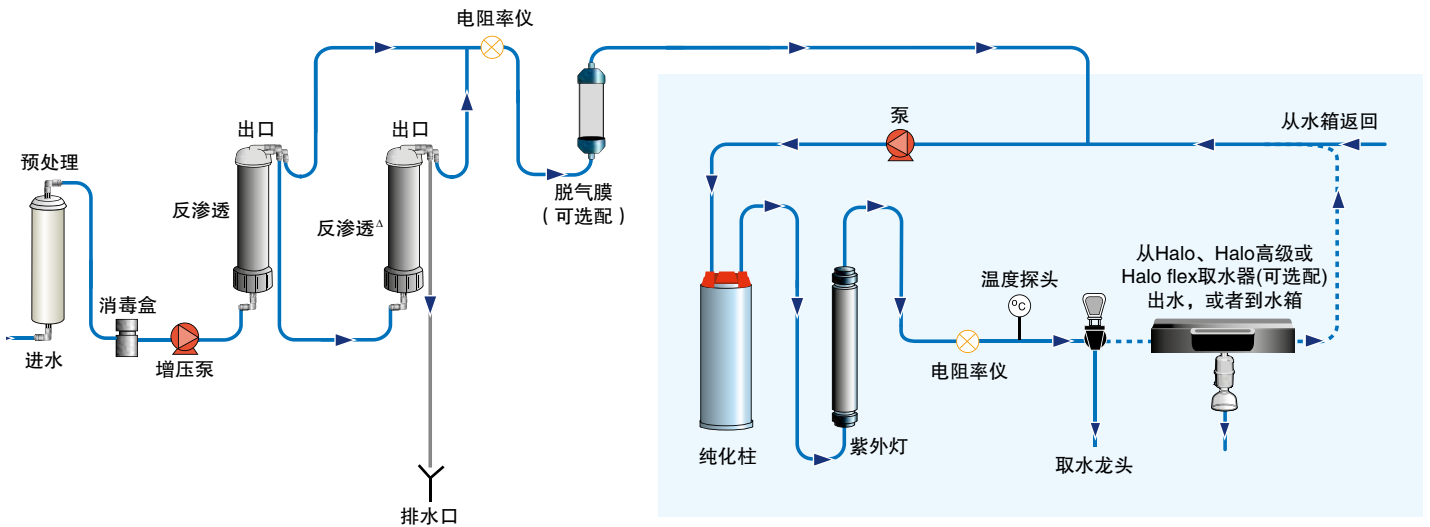 电阻率仪
出口
出口
泵
从水箱返回
预处理
反渗透
反渗透Δ
脱气膜
（可选配）
从Halo、Halo高级或
Halo flex取水器(可选配)
出水，或者到水箱
温度探头
°C
消毒盒
进水
增压泵
电阻率仪
纯化柱
紫外灯
取水龙头
排水口